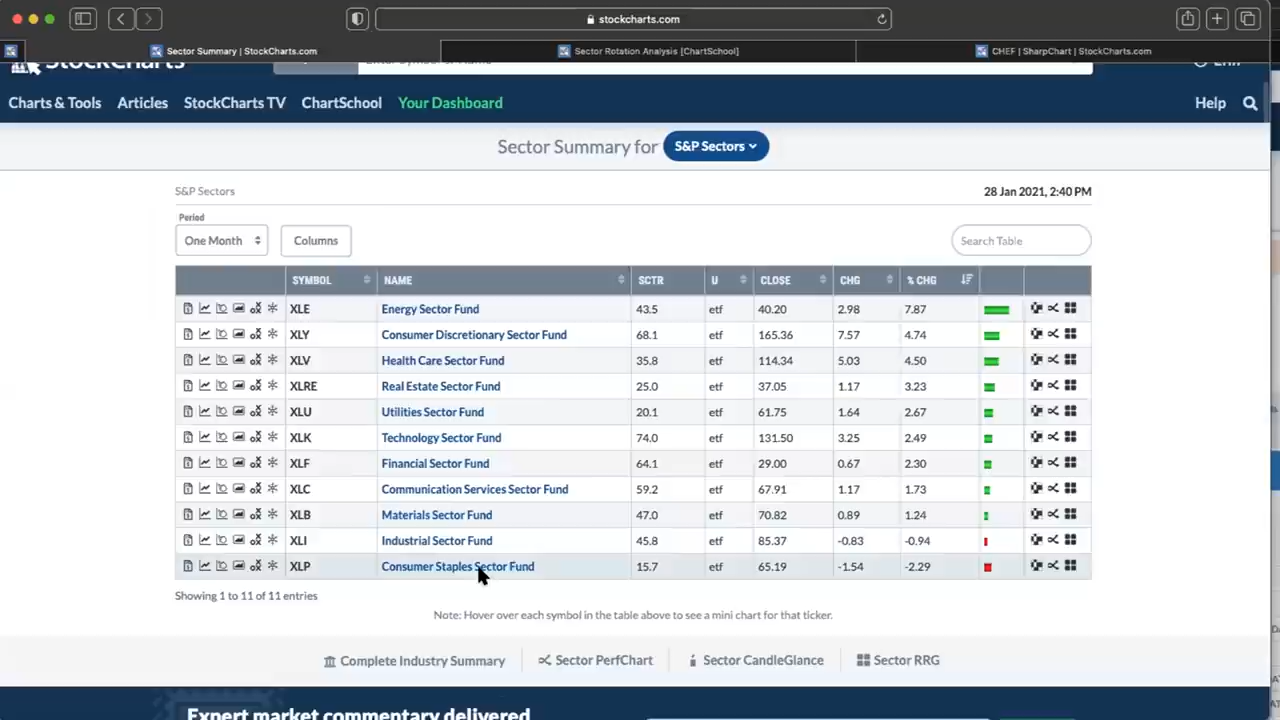 stockcharts.com
Sector Summary | StockCharts.com
Sector Rotation Analysis [ChartSchool]
CHEF | SharpChart | StockCharts.com
StockCharts
Charts & Tools Articles StockCharts TV ChartSchool Your Dashboard Help
Sector Summary for S&P Sectors
S&P Sectors 28 Jan 2021, 2:40 PM
Period
One Month Columns Search Table
SYMBOL NAME SCTR U CLOSE CHG % CHG
XLE Energy Sector Fund 43.5 etf 40.20 2.98 7.87
XLY Consumer Discretionary Sector Fund 68.1 etf 165.36 7.57 4.74
XLV Health Care Sector Fund 35.8 etf 114.34 5.03 4.50
XLRE Real Estate Sector Fund 25.0 etf 37.05 1.17 3.23
XLU Utilities Sector Fund 20.1 etf 61.75 1.64 2.67
XLK Technology Sector Fund 74.0 etf 131.50 3.25 2.49
XLF Financial Sector Fund 64.1 etf 29.00 0.67 2.30
XLC Communication Services Sector Fund 59.2 etf 67.91 1.17 1.73
XLB Materials Sector Fund 47.0 etf 70.82 0.89 1.24
XLI Industrial Sector Fund 45.8 etf 85.37 -0.83 -0.94
XLP Consumer Staples Sector Fund 15.7 etf 65.19 -1.54 -2.29
Showing 1 to 11 of 11 entries
Note: Hover over each symbol in the table above to see a mini chart for that ticker.
Complete Industry Summary Sector PerfChart Sector CandleGlance Sector RRG
Expert market commentary delivered